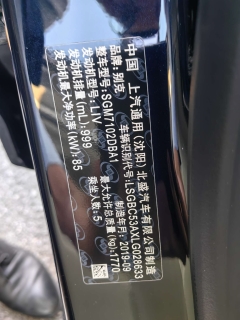 中国 上汽通用(沈阳)北盛汽车有限公司制造
品牌:别克 车辆识别代号:LSGBC53AXLG028633
整车型号:SGM7102DBA1 制造年月:2019-09
发动机型号:LIV 最大允许总质量(kg):1770
发动机排量(mL):999 乘坐人数:5
发动机最大净功率(kW):85